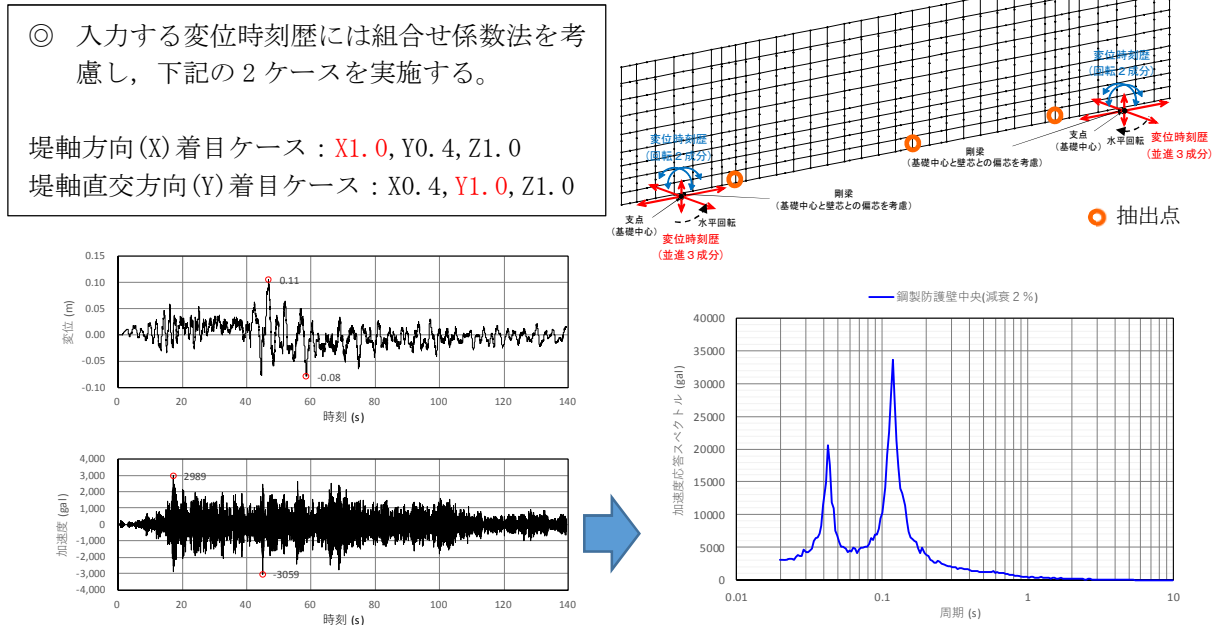 ◎ 入力する変位時刻歴には組合せ係数法を考
慮し，下記の２ケースを実施する。
堤軸方向(X)着目ケース：X1.0,Y0.4,Z1.0
堤軸直交方向(Y)着目ケース：X0.4,Y1.0,Z1.0
変位時刻歴
(回転２成分)
変位時刻歴
(回転２成分)
支点
(基礎中心)
水平回転
変位時刻歴
(並進３成分)
剛梁
(基礎中心と壁芯との偏芯を考慮)
剛梁
(基礎中心と壁芯との偏芯を考慮)
支点
(基礎中心)
水平回転
変位時刻歴
(並進３成分)
抽出点
変位 (m)
0.15
0.10
0.05
0.00
-0.05
-0.10
0.11
-0.08
0 20 40 60 80 100 120 140
時刻 (s)
加速度 (gal)
4,000
3,000
2,000
1,000
0
-1,000
-2,000
-3,000
-4,000
2989
-3059
0 20 40 60 80 100 120 140
時刻 (s)
鋼製防護壁中央(減衰２%)
加速度応答スペクトル (gal)
40000
35000
30000
25000
20000
15000
10000
5000
0
0.01 0.1 1 10
周期 (s)